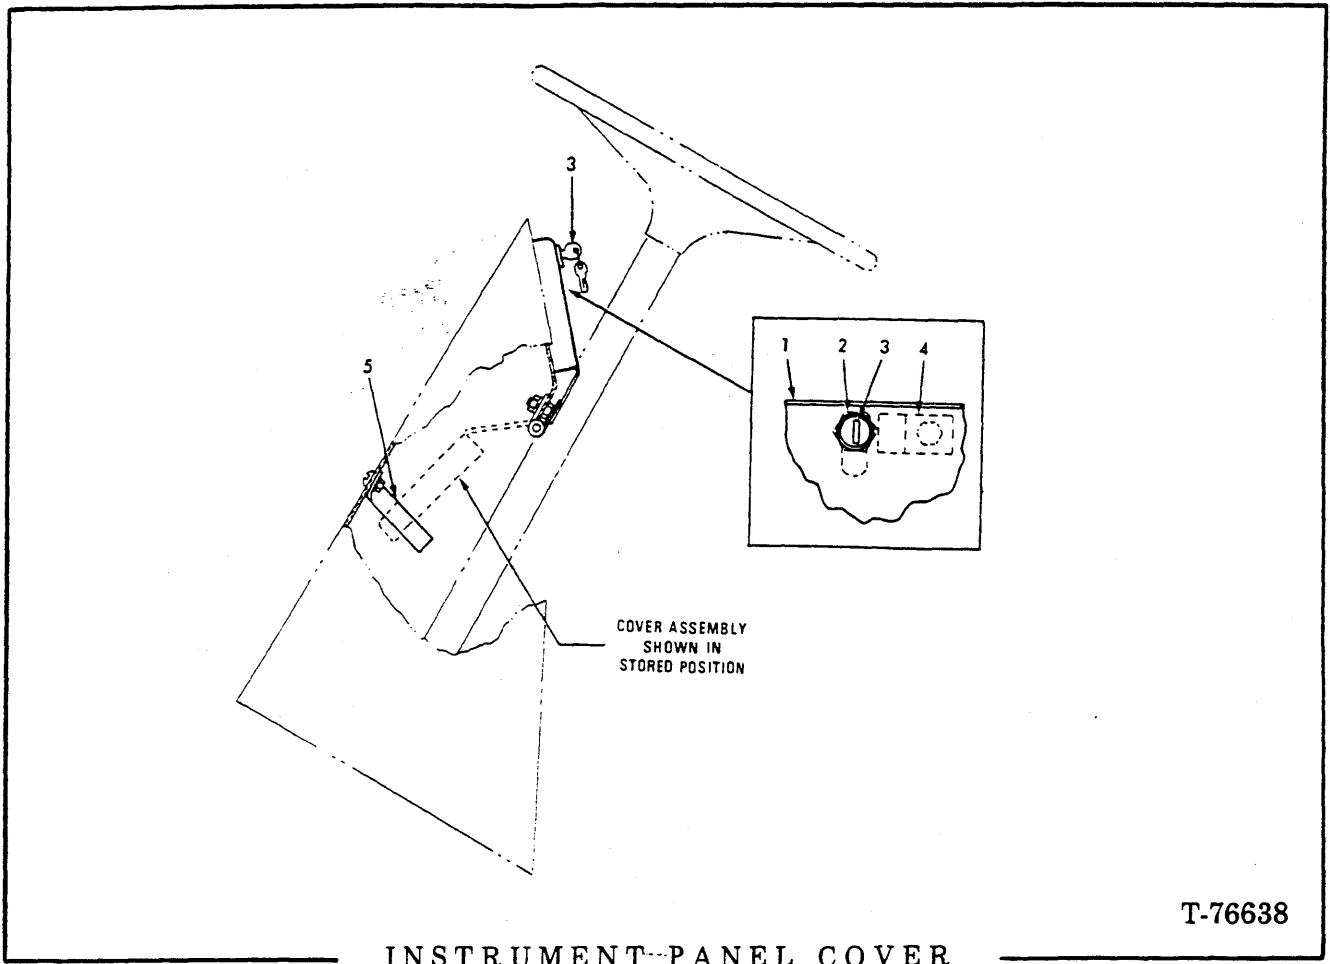 3
1 2 3 4
5
COVER ASSEMBLY
SHOWN IN
STORED POSITION
T-76638
INSTRUMENT PANEL COVER